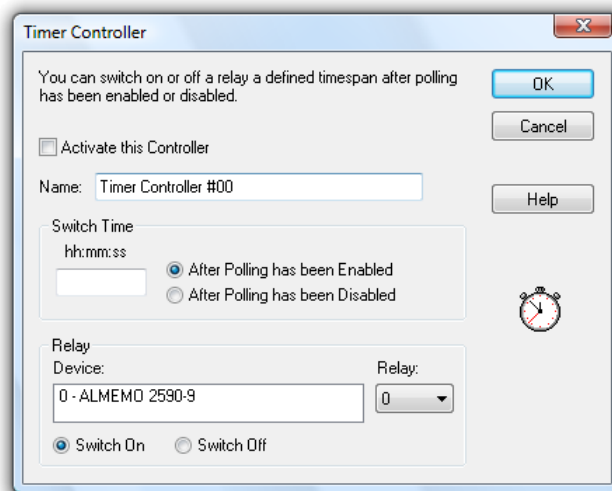 Timer Controller
You can switch on or off a relay a defined timespan after polling
has been enabled or disabled.
OK
Cancel
Activate this Controller
Name: Timer Controller #00
Help
Switch Time
hh:mm:ss
After Polling has been Enabled
After Polling has been Disabled
Relay
Device: Relay:
0 - ALMEMO 2590-9 0
Switch On Switch Off